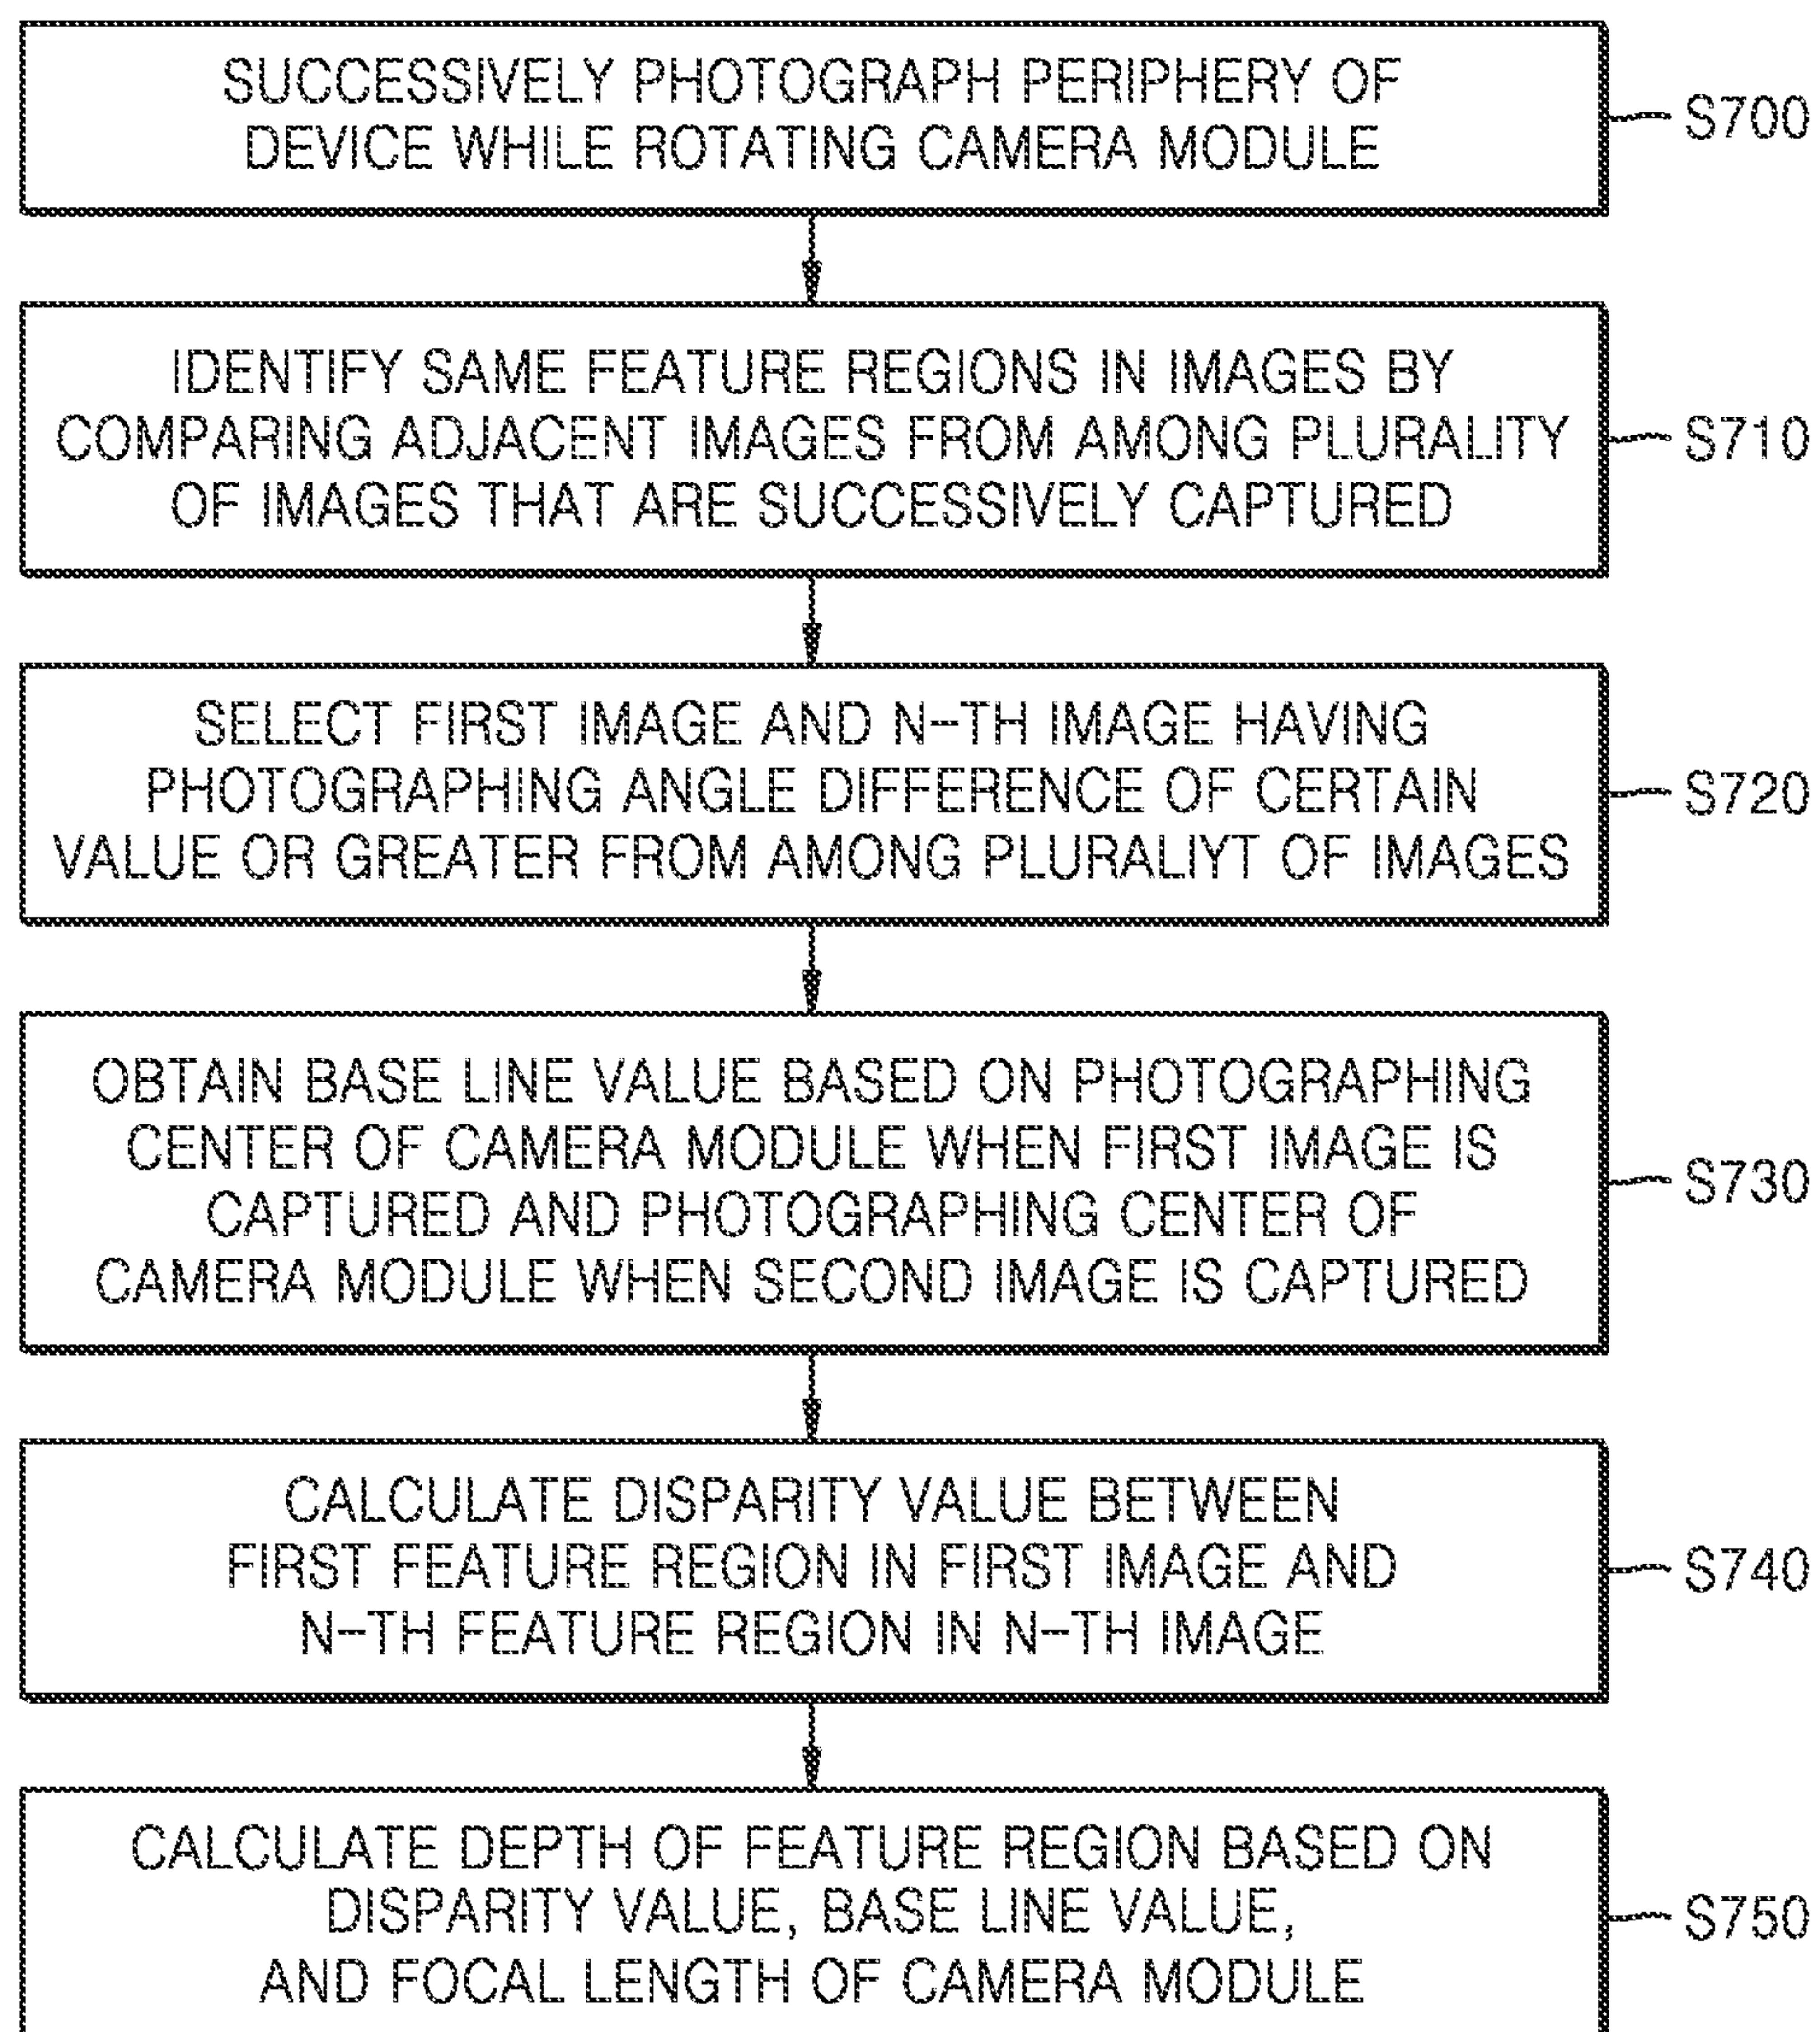 SUCCESSIVELY PHOTOGRAPH PERIPHERY OF
DEVICE WHILE ROTATING CAMERA MODULE
S700
IDENTIFY SAME FEATURE REGIONS IN IMAGES BY
COMPARING ADJACENT IMAGES FROM AMONG PLURALITY
OF IMAGES THAT ARE SUCCESSIVELY CAPTURED
S710
SELECT FIRST IMAGE AND N-TH IMAGE HAVING
PHOTOGRAPHING ANGLE DIFFERENCE OF CERTAIN
VALUE OR GREATER FROM AMONG PLURALIYT OF IMAGES
S720
OBTAIN BASE LINE VALUE BASED ON PHOTOGRAPHING
CENTER OF CAMERA MODULE WHEN FIRST IMAGE IS
CAPTURED AND PHOTOGRAPHING CENTER OF
CAMERA MODULE WHEN SECOND IMAGE IS CAPTURED
S730
CALCULATE DISPARITY VALUE BETWEEN
FIRST FEATURE REGION IN FIRST IMAGE AND
N-TH FEATURE REGION IN N-TH IMAGE
S740
CALCULATE DEPTH OF FEATURE REGION BASED ON
DISPARITY VALUE, BASE LINE VALUE,
AND FOCAL LENGTH OF CAMERA MODULE
S750